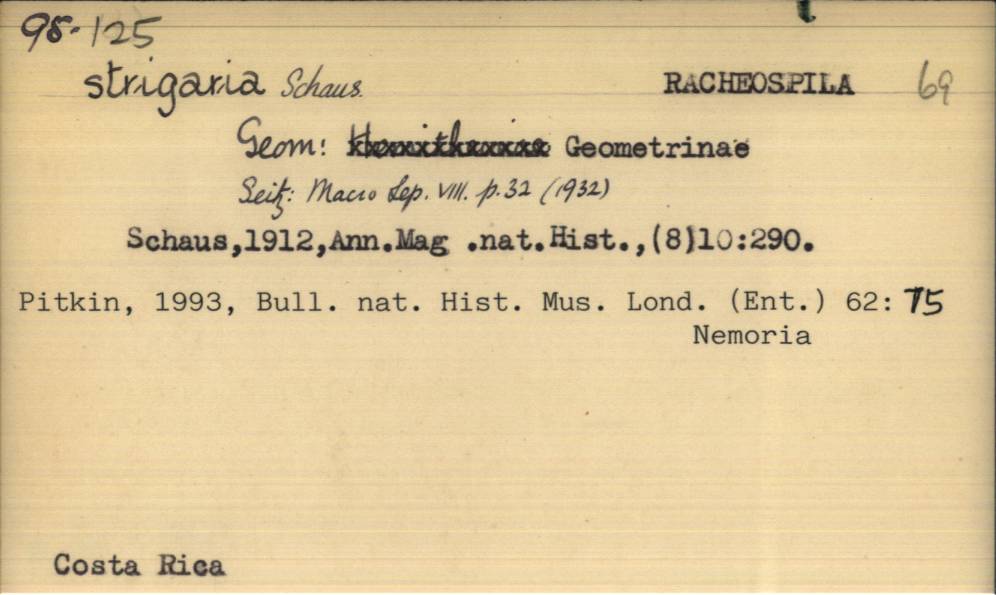 98-125
strigaria Schaus. RACHEOSPILA 69
Geom: Geometrinae
Seitz: Macro Lep. VIII. p.32 (1932)
Schaus,1912,Ann.Mag .nat.Hist.,(8)10:290.
Pitkin, 1993, Bull. nat. Hist. Mus. Lond. (Ent.) 62: 75
Nemoria
Costa Rica